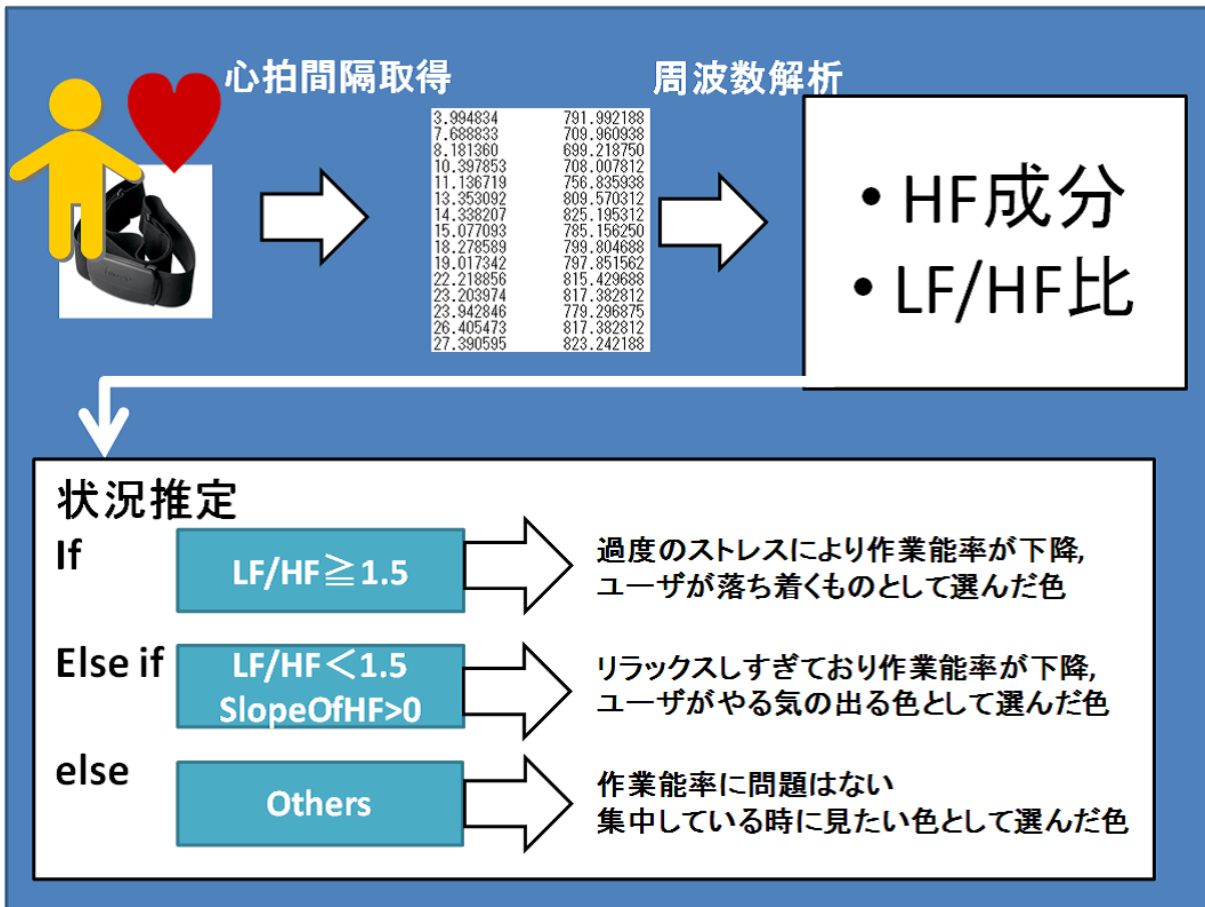 心拍間隔取得
周波数解析
3.994834 791.992188
7.688833 709.960938
8.181360 699.218750
10.397853 708.007812
11.136719 756.835938
13.353092 809.570312
14.338207 825.195312
15.077093 785.156250
18.278589 799.804688
19.017342 797.851562
22.218856 815.429688
23.203974 817.382812
23.942846 779.296875
26.405473 817.382812
27.390595 823.242188
• HF成分
• LF/HF比
状況推定
If
LF/HF≧1.5
過度のストレスにより作業能率が下降,
ユーザが落ち着くものとして選んだ色
Else if
LF/HF<1.5
SlopeOfHF>0
リラックスしすぎており作業能率が下降,
ユーザがやる気の出る色として選んだ色
else
Others
作業能率に問題はない
集中している時に見たい色として選んだ色